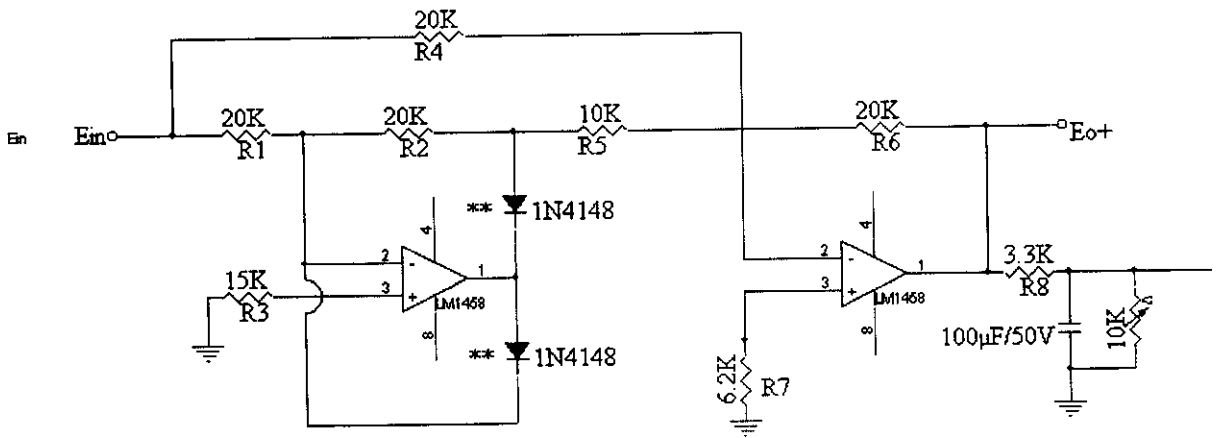 20K
R4
Ein
Ein
20K
R1
20K
R2
10K
R5
20K
R6
Eo+
** 1N4148
4
2
-
3
+
1
LM1458
8
15K
R3
** 1N4148
4
2
-
3
+
1
LM1458
8
3.3K
R8
6.2K
R7
100μF/50V
10K